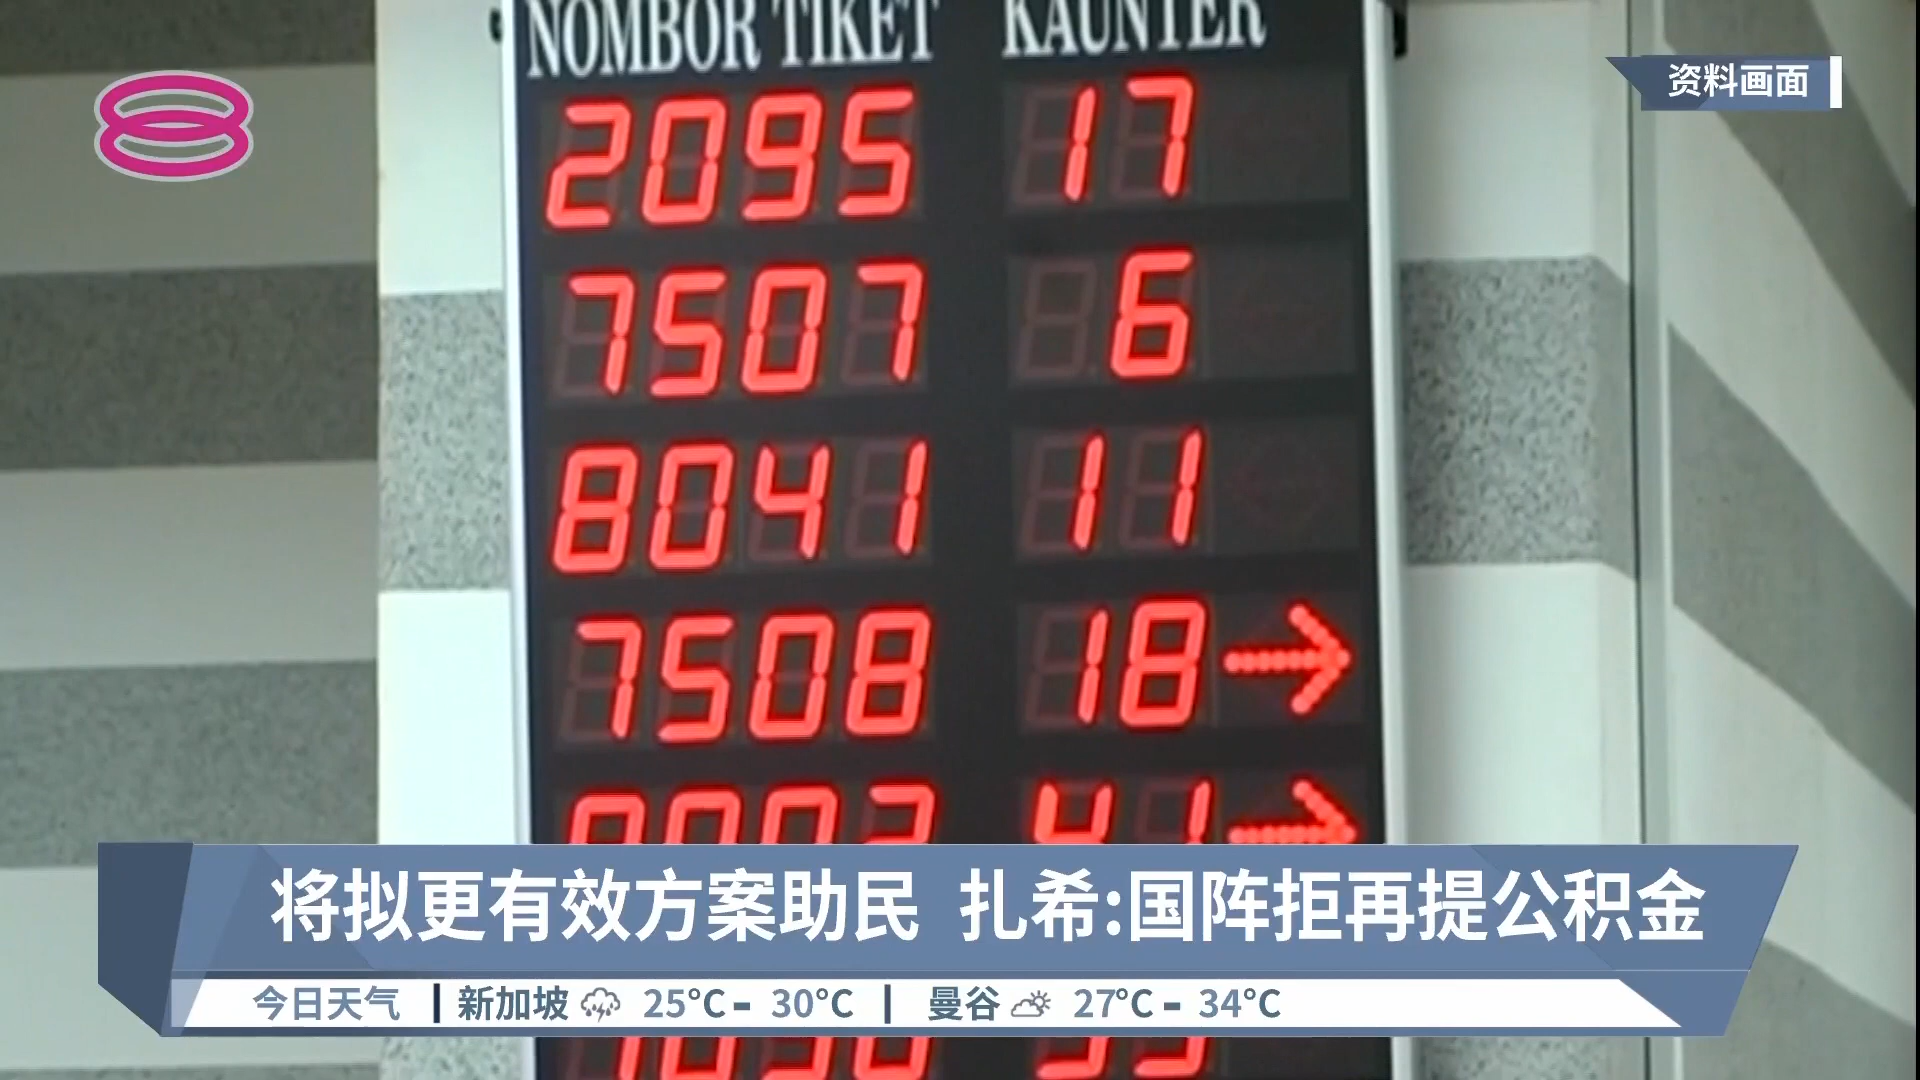 NOMBOR TIKET KAUNTER
资料画面
2095 17
7507 6
8041 11
7508 18 →
41 →
将拟更有效方案助民 扎希:国阵拒再提公积金
今日天气 | 新加坡 25°C - 30°C | 曼谷 27°C - 34°C